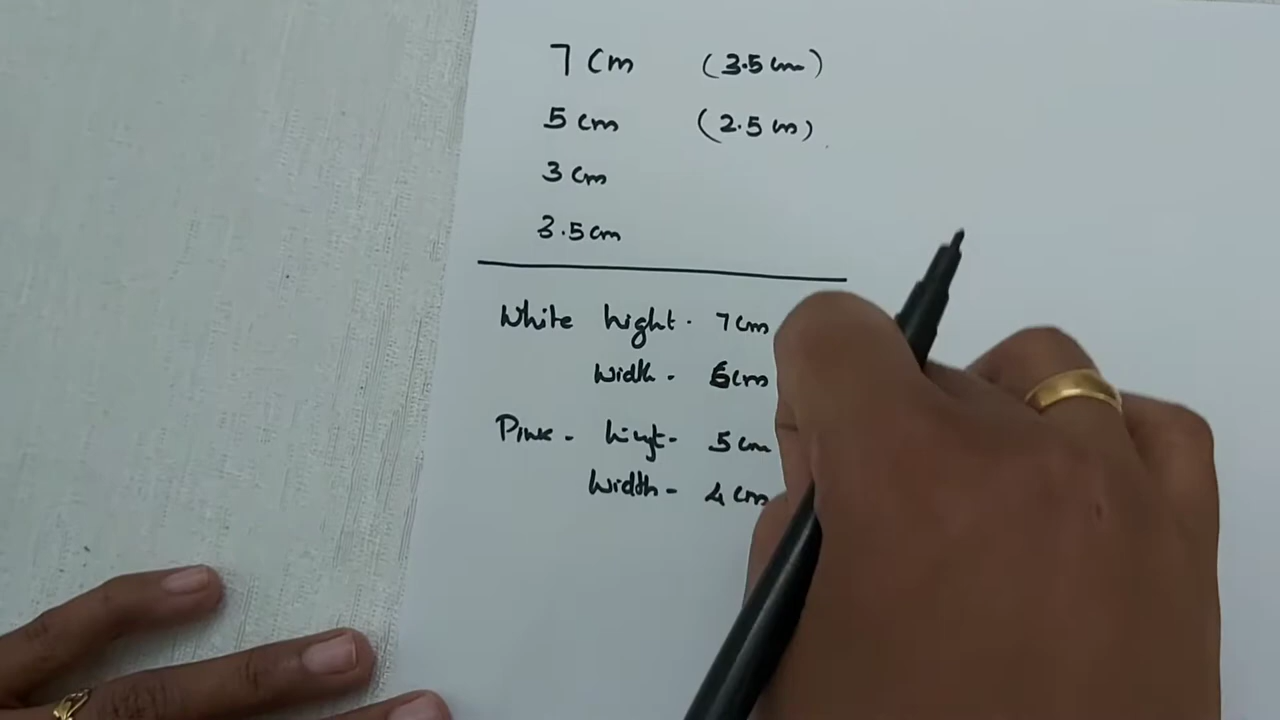 7 cm (3.5 cm)
5 cm (2.5 cm)
3 cm
3.5 cm
White hight - 7 cm
width - 6 cm
Pink - hight - 5 cm
width - 4 cm